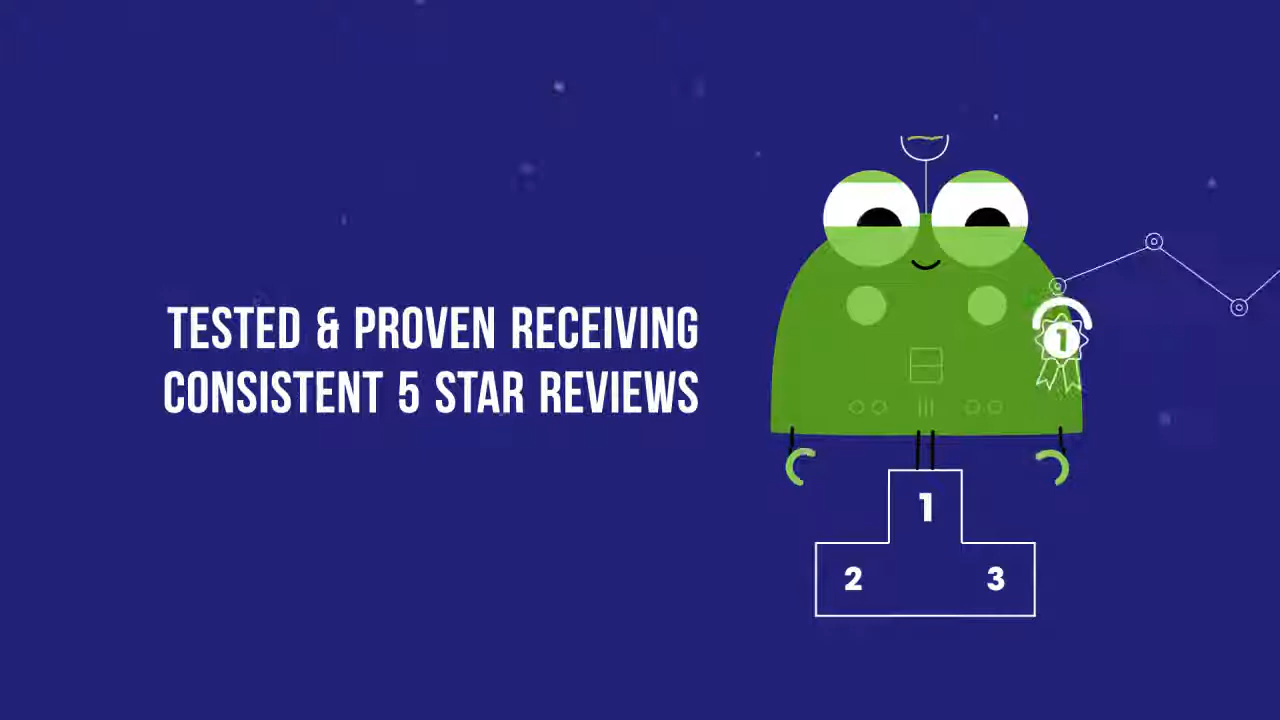 TESTED & PROVEN RECEIVING
CONSISTENT 5 STAR REVIEWS
1
1
2
3